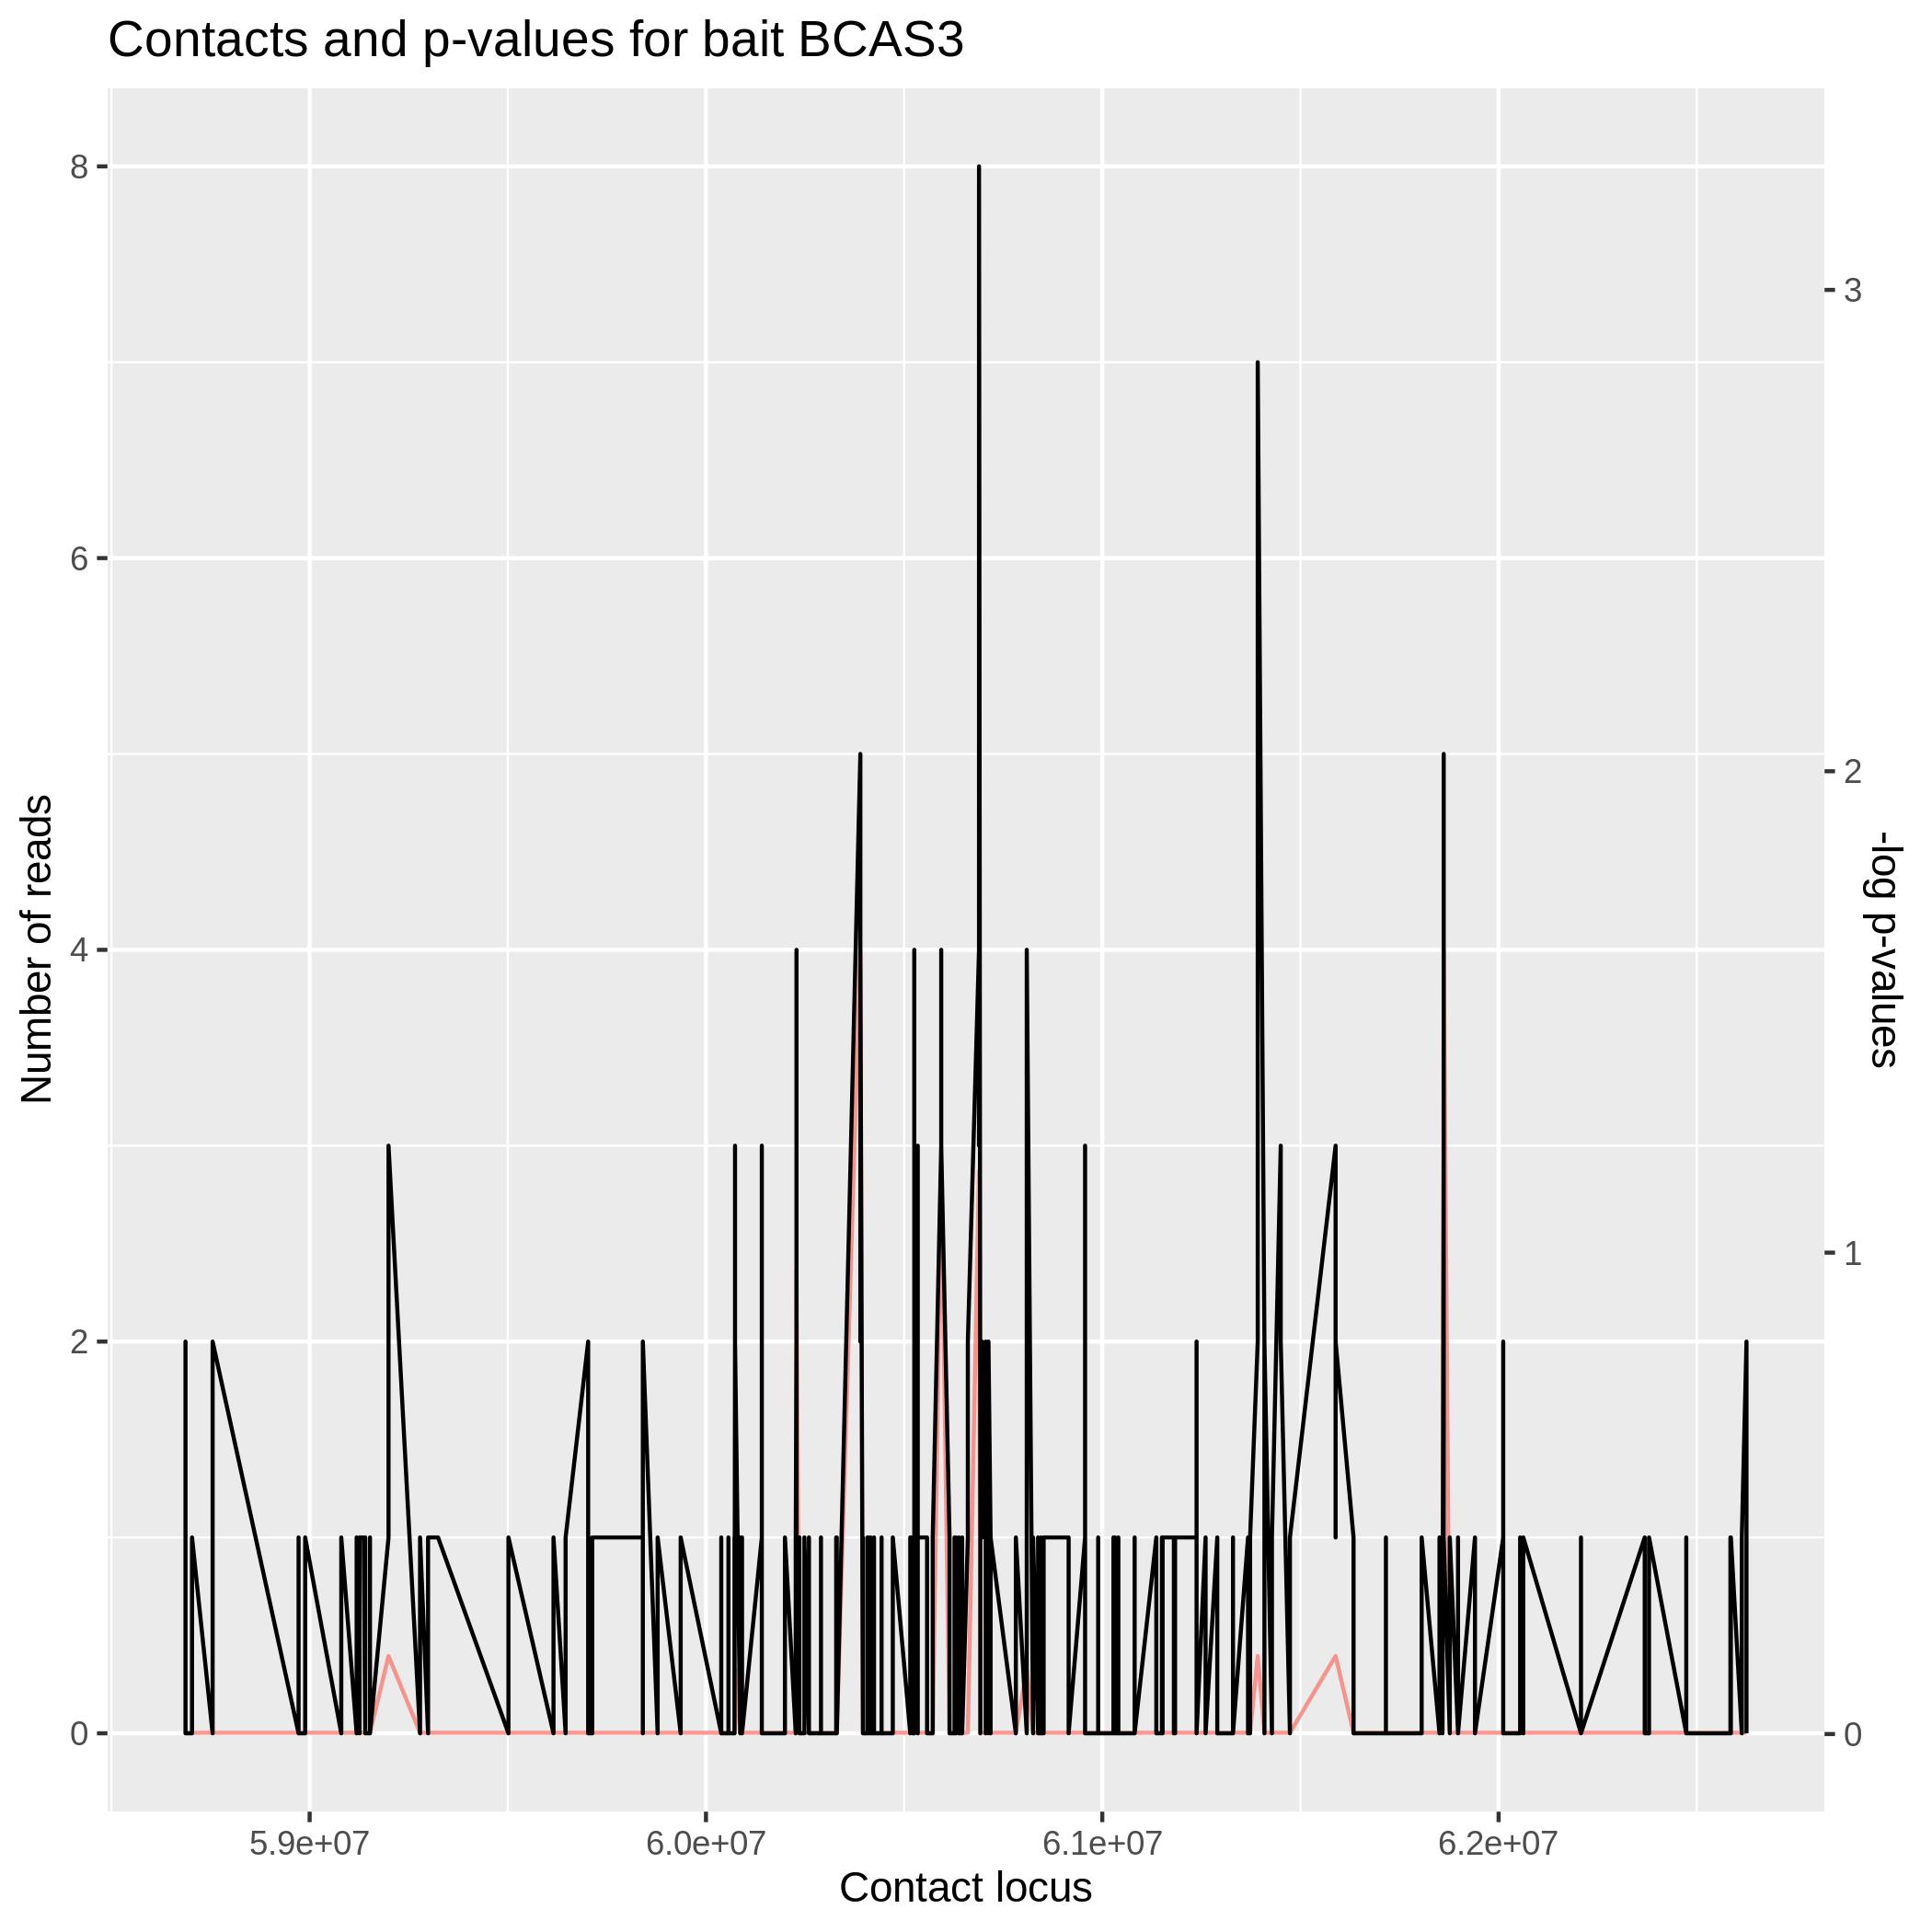 Contacts and p-values for bait BCAS3
8
6
4
2
0
Number of reads
3
2
1
0
-log p-values
5.9e+07
6.0e+07
6.1e+07
6.2e+07
Contact locus